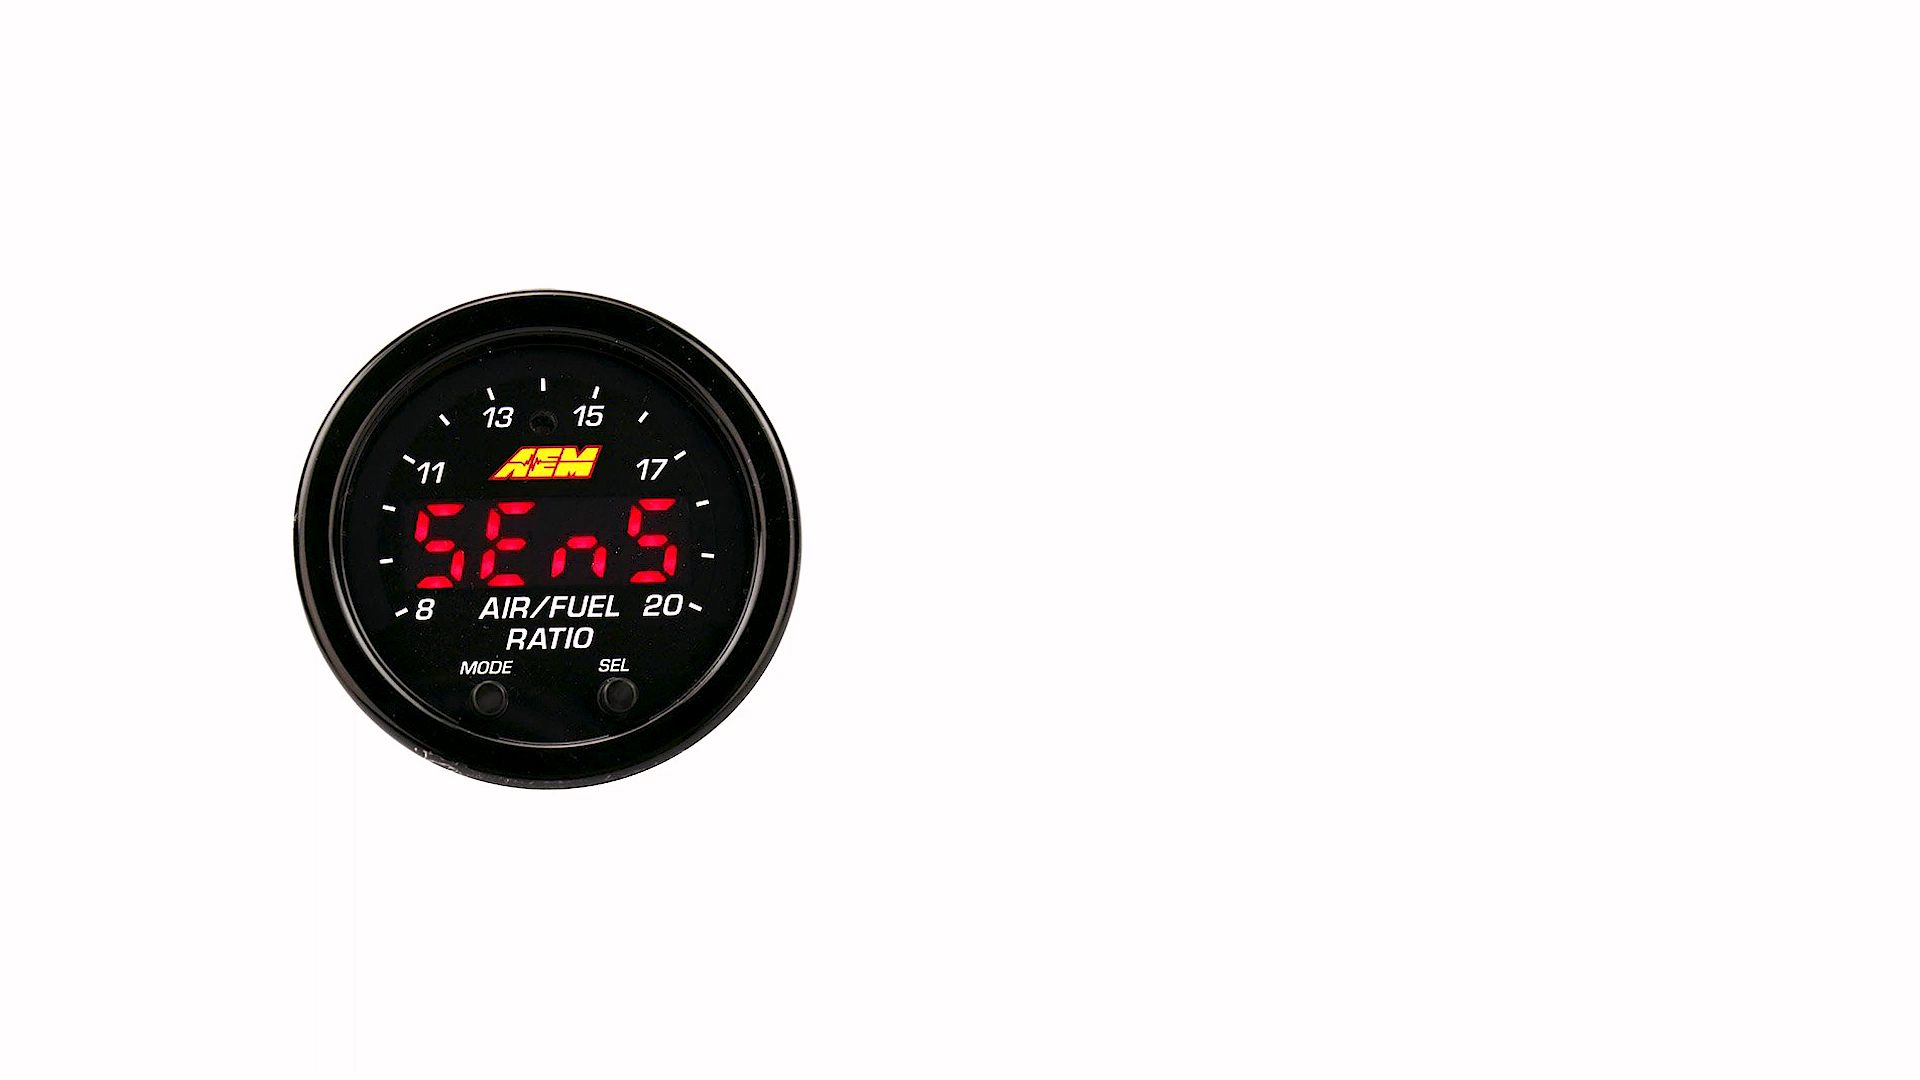 13 15
AEM
11 17
SEnS
8 AIR/FUEL 20
RATIO
MODE SEL